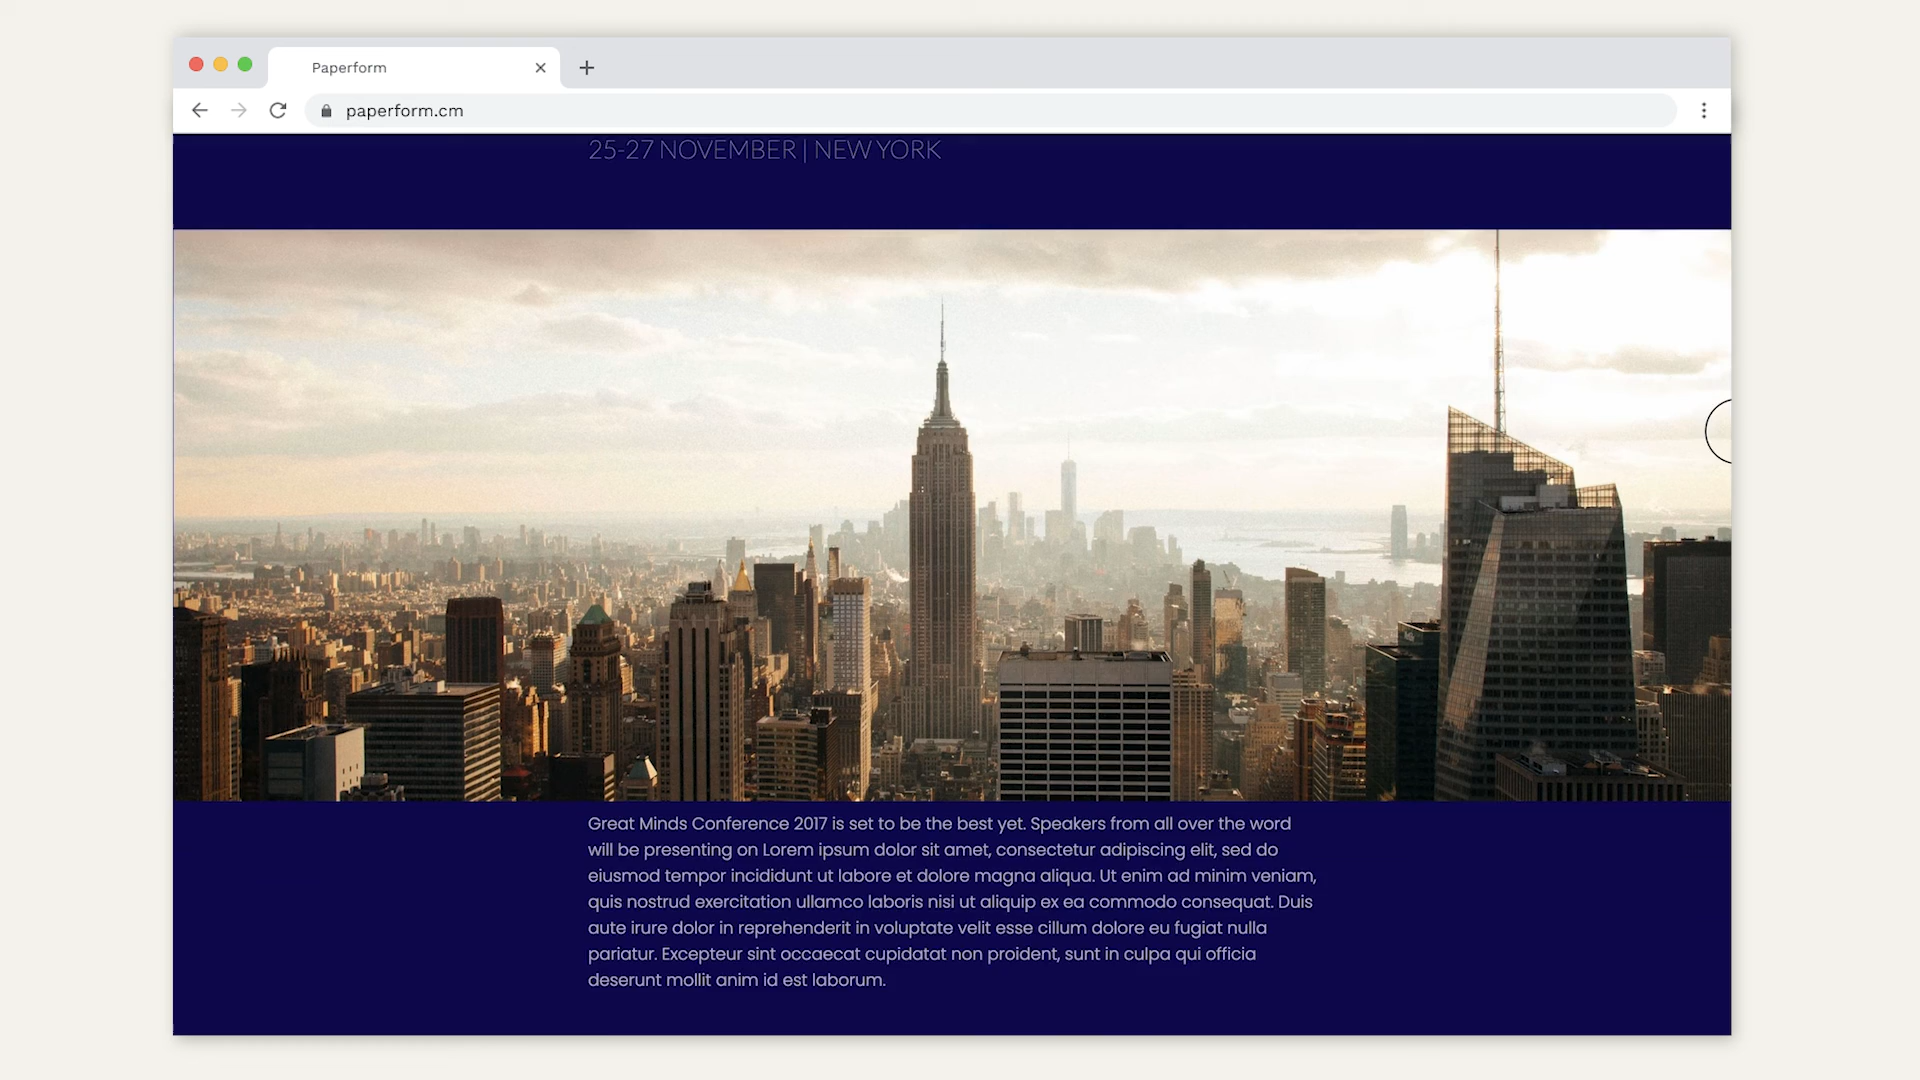 Paperform
paperform.cm
25-27 NOVEMBER | NEW YORK
Great Minds Conference 2017 is set to be the best yet. Speakers from all over the word
will be presenting on Lorem ipsum dolor sit amet, consectetur adipiscing elit, sed do
eiusmod tempor incididunt ut labore et dolore magna aliqua. Ut enim ad minim veniam,
quis nostrud exercitation ullamco laboris nisi ut aliquip ex ea commodo consequat. Duis
aute irure dolor in reprehenderit in voluptate velit esse cillum dolore eu fugiat nulla
pariatur. Excepteur sint occaecat cupidatat non proident, sunt in culpa qui officia
deserunt mollit anim id est laborum.